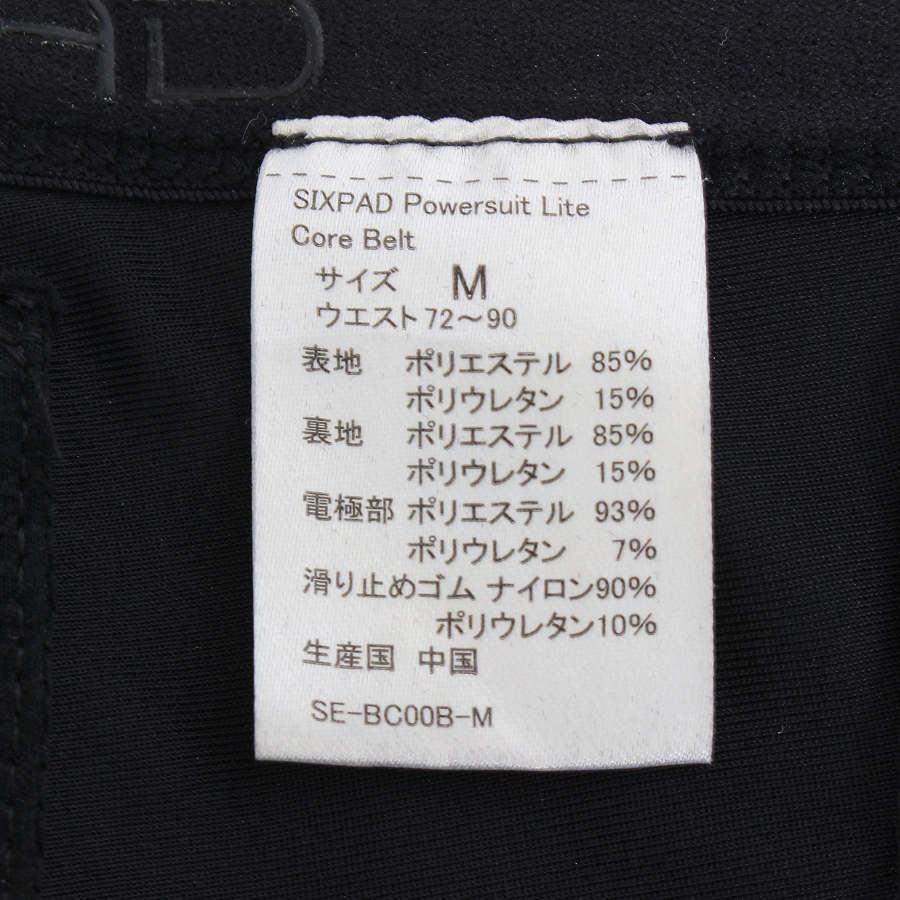 AD
SIXPAD Powersuit Lite
Core Belt
サイズ M
ウエスト72～90
表地 ポリエステル 85%
ポリウレタン 15%
裏地 ポリエステル 85%
ポリウレタン 15%
電極部 ポリエステル 93%
ポリウレタン 7%
滑り止めゴム ナイロン90%
ポリウレタン10%
生産国 中国
SE-BC00B-M